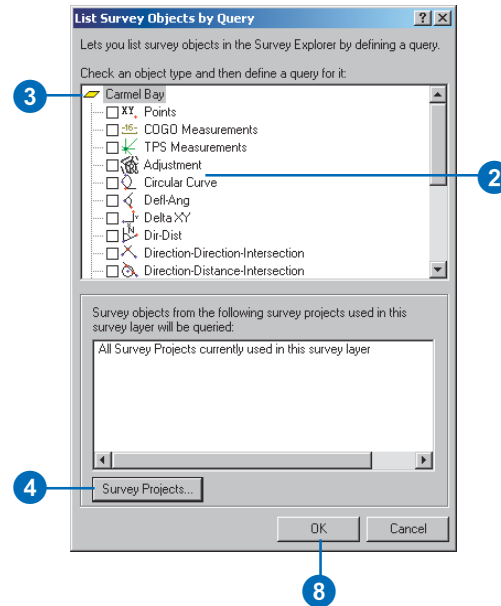 List Survey Objects by Query
Lets you list survey objects in the Survey Explorer by defining a query.
Check an object type and then define a query for it:
3
Carmel Bay
XY. Points
-16- COGO Measurements
TPS Measurements
Adjustment
2
Circular Curve
Defl-Ang
Delta XY
N Dir-Dist
Direction-Direction-Intersection
Direction-Distance-Intersection
Survey objects from the following survey projects used in this
survey layer will be queried:
All Survey Projects currently used in this survey layer
4
Survey Projects...
OK
Cancel
8